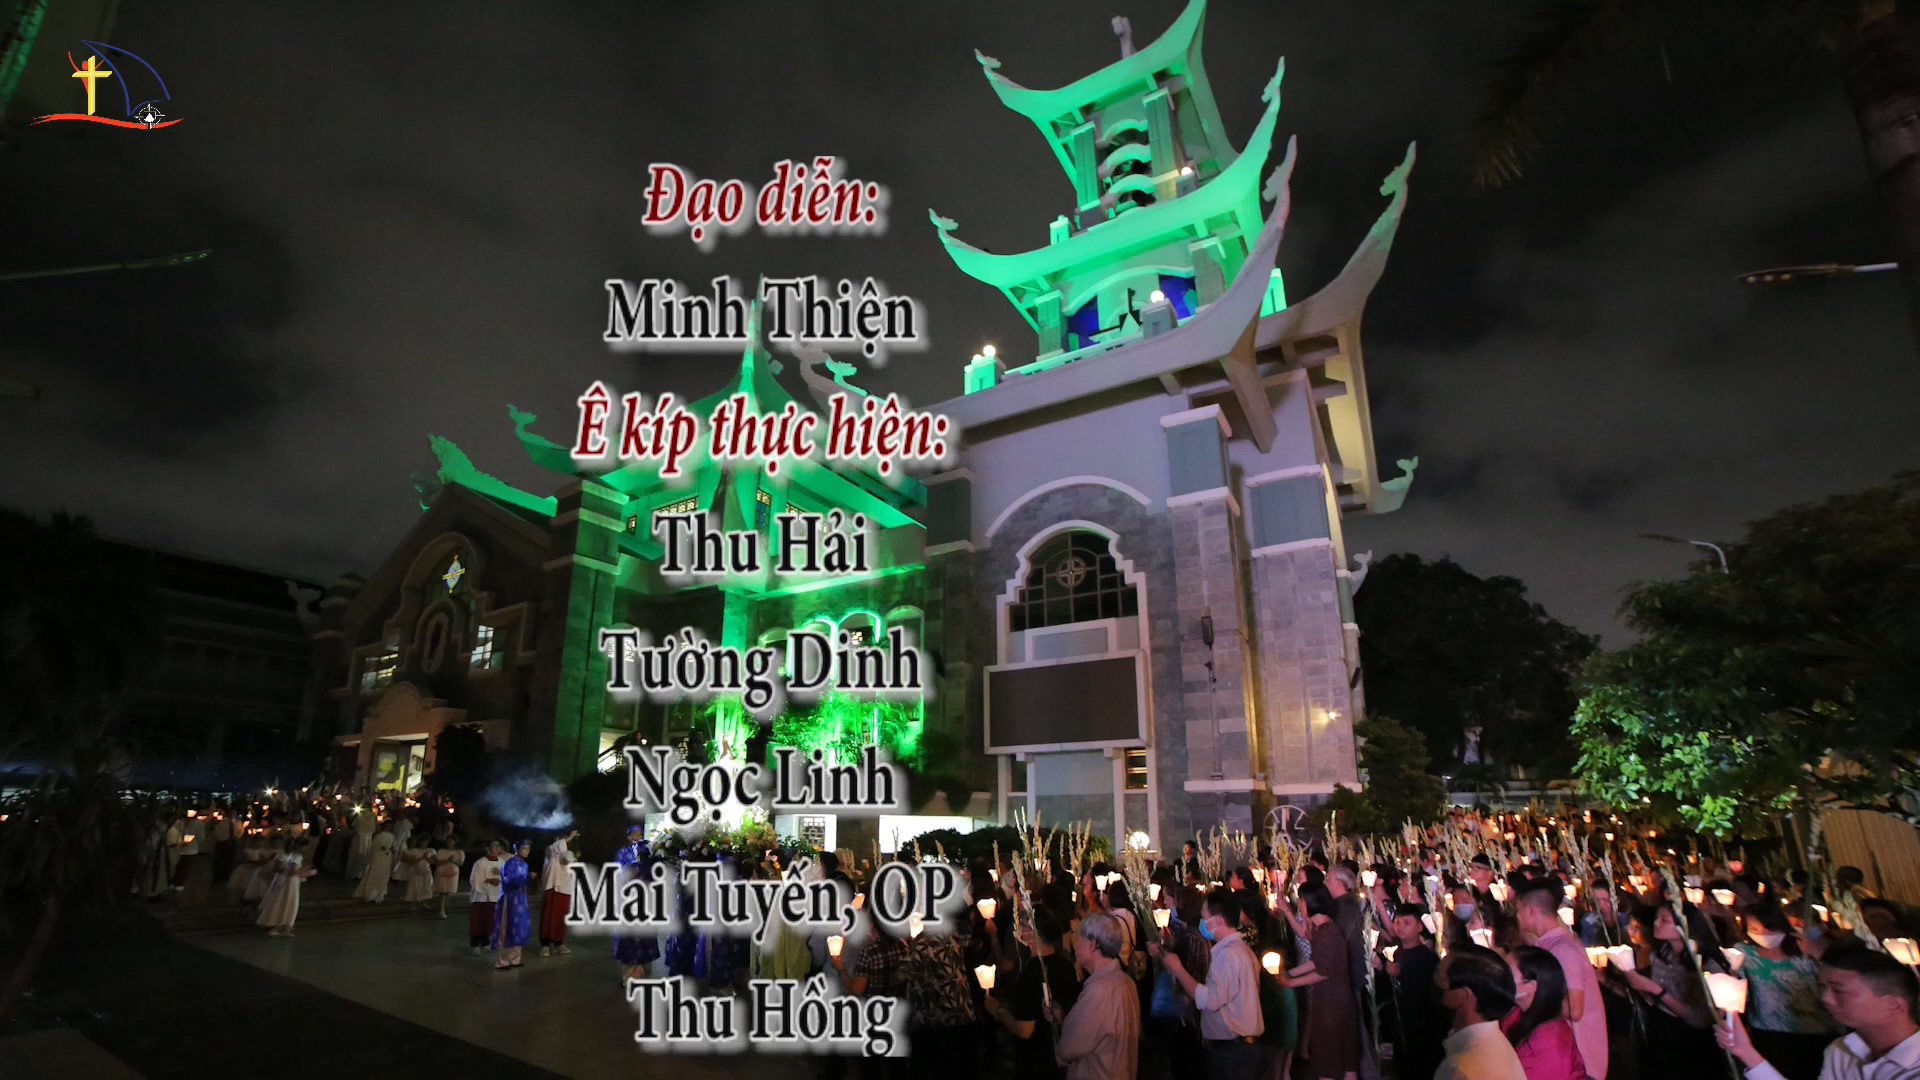 Đạo diễn:
Minh Thiện
Ê kíp thực hiện:
Thu Hải
Tường Dinh
Ngọc Linh
Mai Tuyến, OP
Thu Hồng